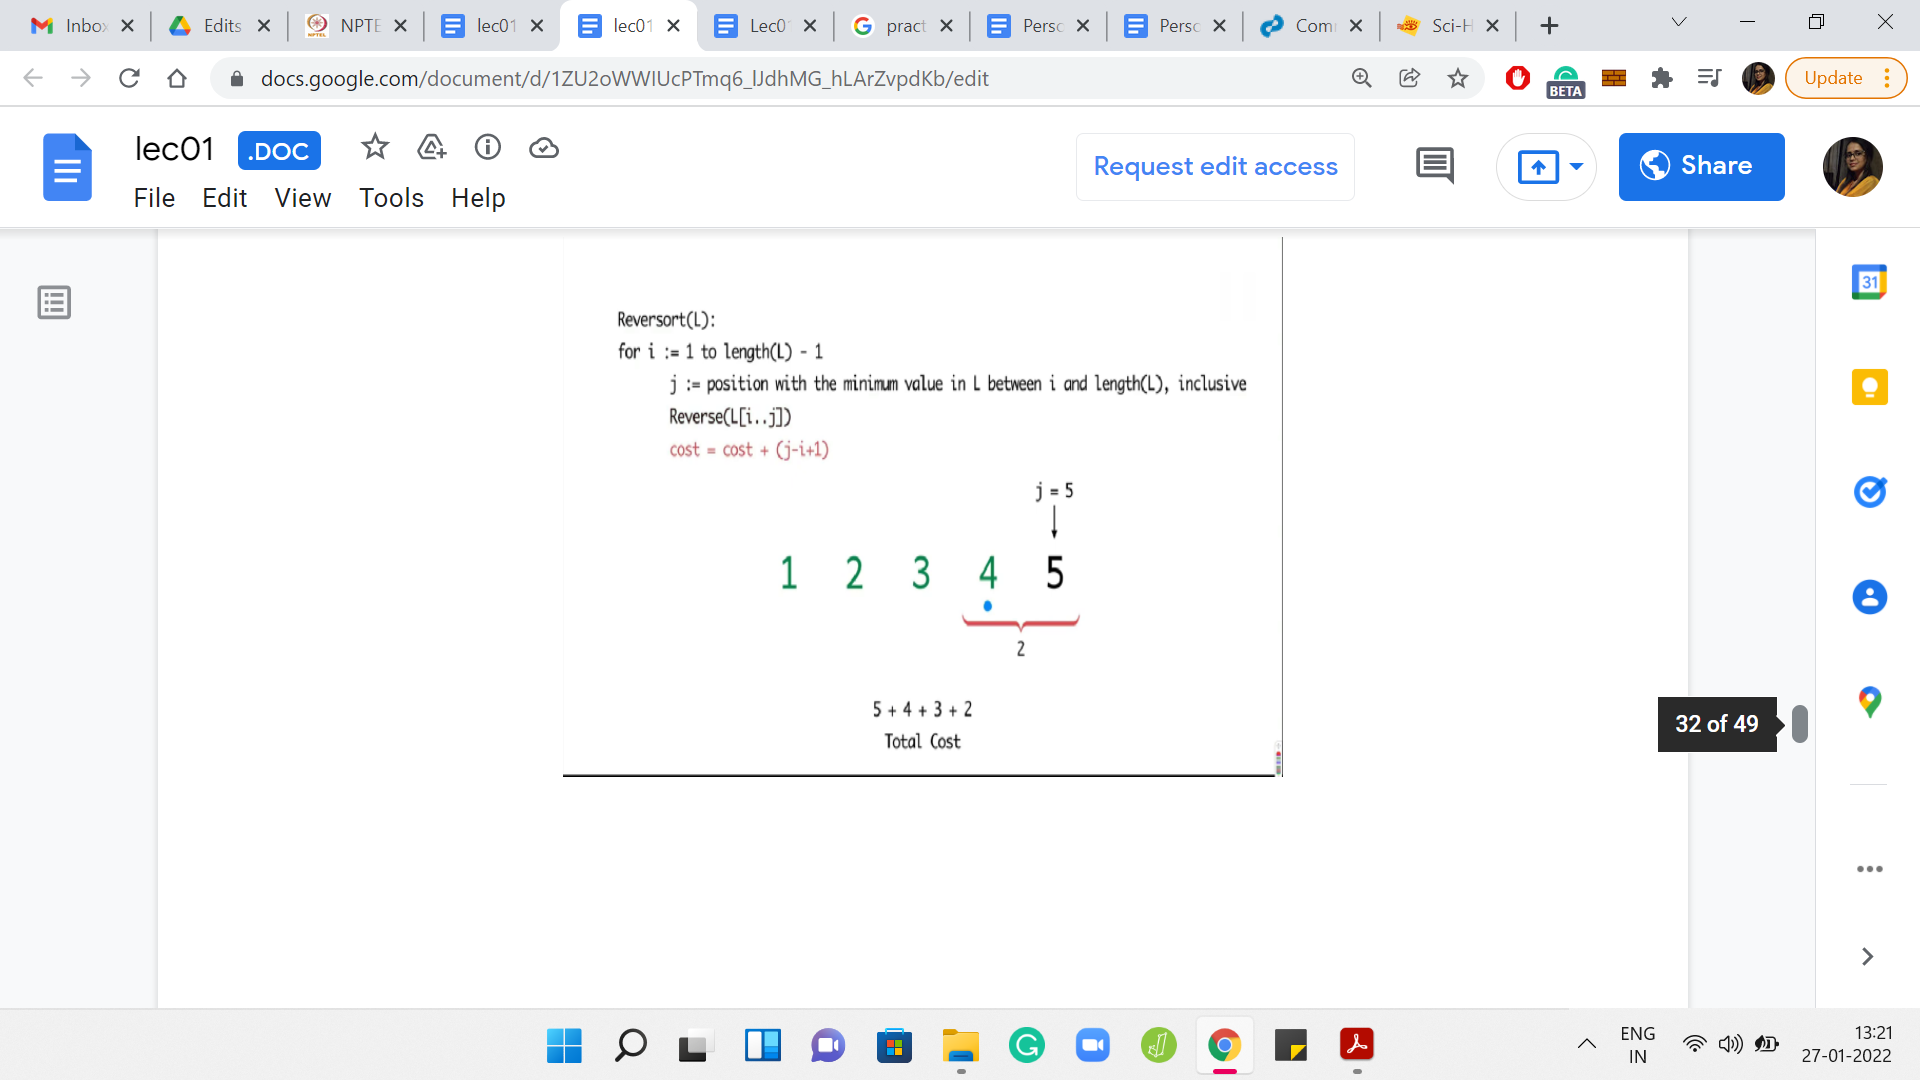 Inbox
Edits
NPTE
lec01
lec01
Lec0
pract
Perso
Perso
Com
Sci-H
docs.google.com/document/d/1ZU2oWWIUcPTmq6_lJdhMG_hLArZvpdKb/edit
BETA
Update
lec01 .DOC
File Edit View Tools Help
Request edit access
Share
31
Reversort(L):
for i := 1 to length(L) - 1
j := position with the minimum value in L between i and length(L), inclusive
Reverse(L[i..j])
cost = cost + (j-i+1)
j = 5
1 2 3 4 5
2
5 + 4 + 3 + 2
Total Cost
32 of 49
ENG
IN
13:21
27-01-2022